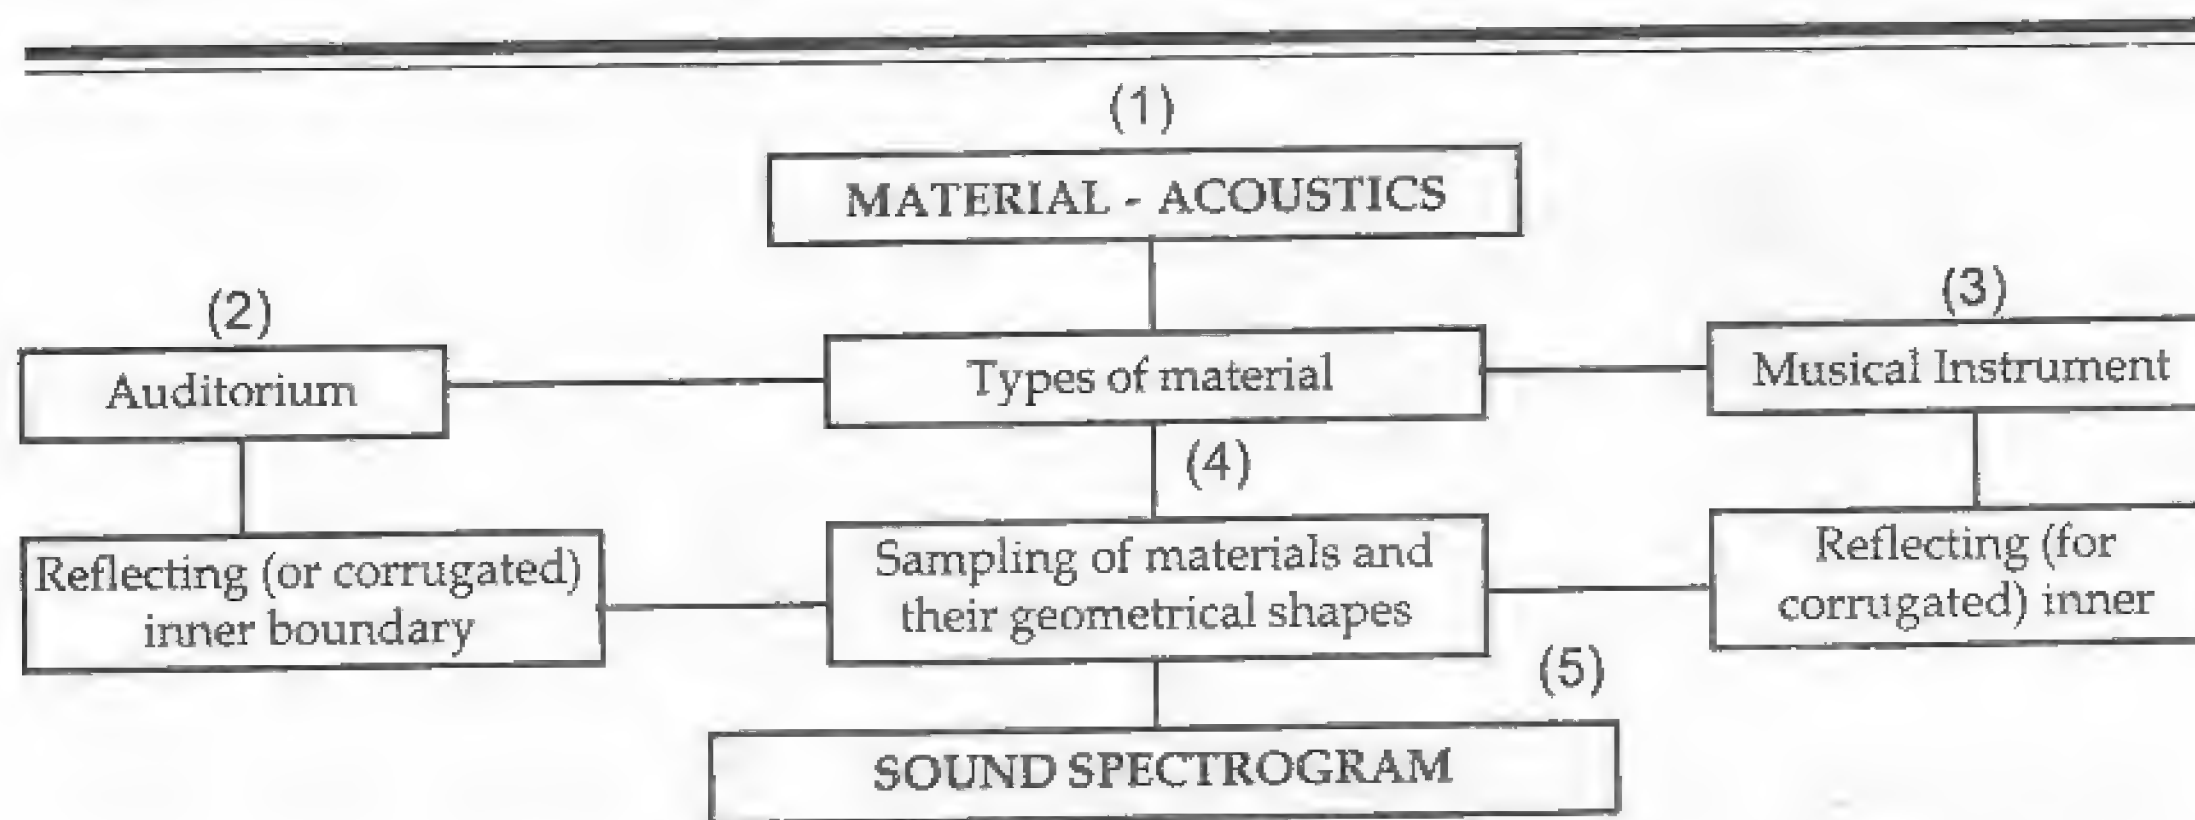 (1)
MATERIAL - ACOUSTICS
(2)
(3)
Auditorium
Types of material
Musical Instrument
(4)
Reflecting (or corrugated)
inner boundary
Sampling of materials and
their geometrical shapes
Reflecting (for
corrugated) inner
(5)
SOUND SPECTROGRAM